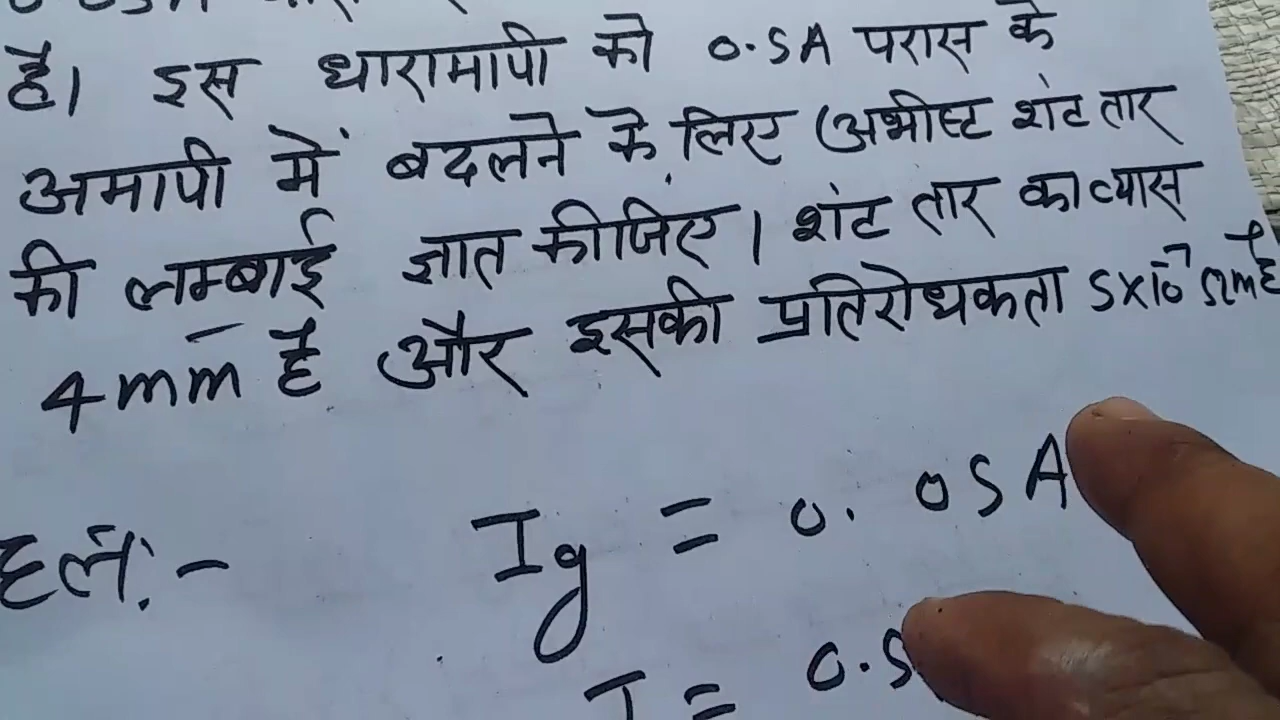 है। इस धारामापी को 0.5A परास के
अमापी में बदलने के लिए (अभीष्ट शंट तार
की लम्बाई ज्ञात कीजिए। शंट तार का व्यास
4mm है और इसकी प्रतिरोधकता 5×10⁻⁷ Ωm है
हल:-
Ig = 0.05A
I = 0.5